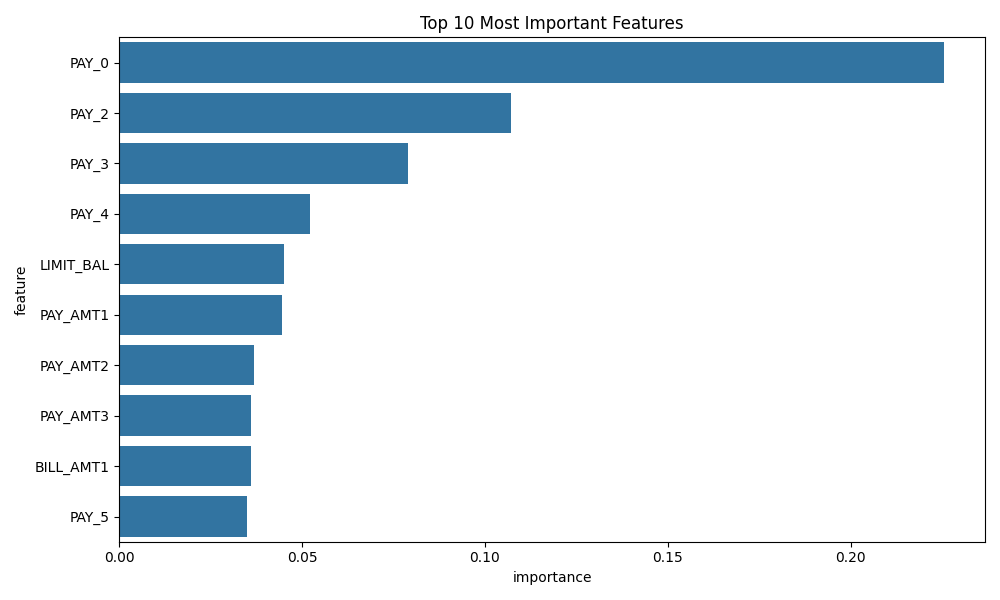 Top 10 Most Important Features
feature
PAY_0
PAY_2
PAY_3
PAY_4
LIMIT_BAL
PAY_AMT1
PAY_AMT2
PAY_AMT3
BILL_AMT1
PAY_5
0.00 0.05 0.10 0.15 0.20
importance